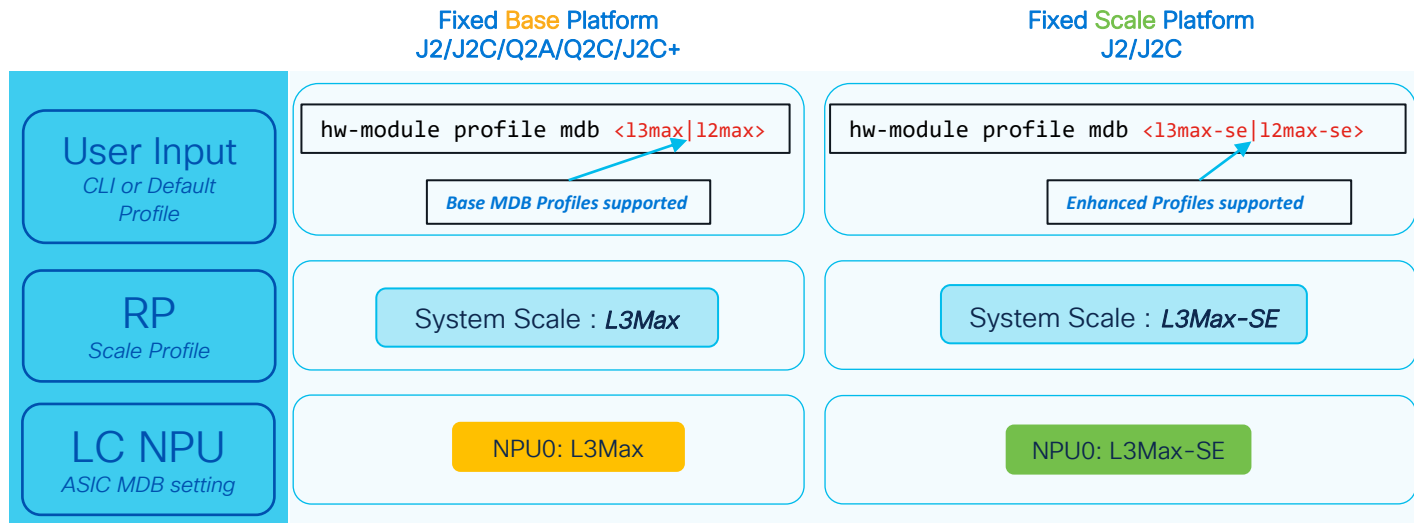 Fixed Base Platform
J2/J2C/Q2A/Q2C/J2C+
Fixed Scale Platform
J2/J2C
User Input
CLI or Default
Profile
hw-module profile mdb <l3max|l2max>
Base MDB Profiles supported
hw-module profile mdb <l3max-se|l2max-se>
Enhanced Profiles supported
RP
Scale Profile
System Scale : L3Max
System Scale : L3Max-SE
LC NPU
ASIC MDB setting
NPU0: L3Max
NPU0: L3Max-SE